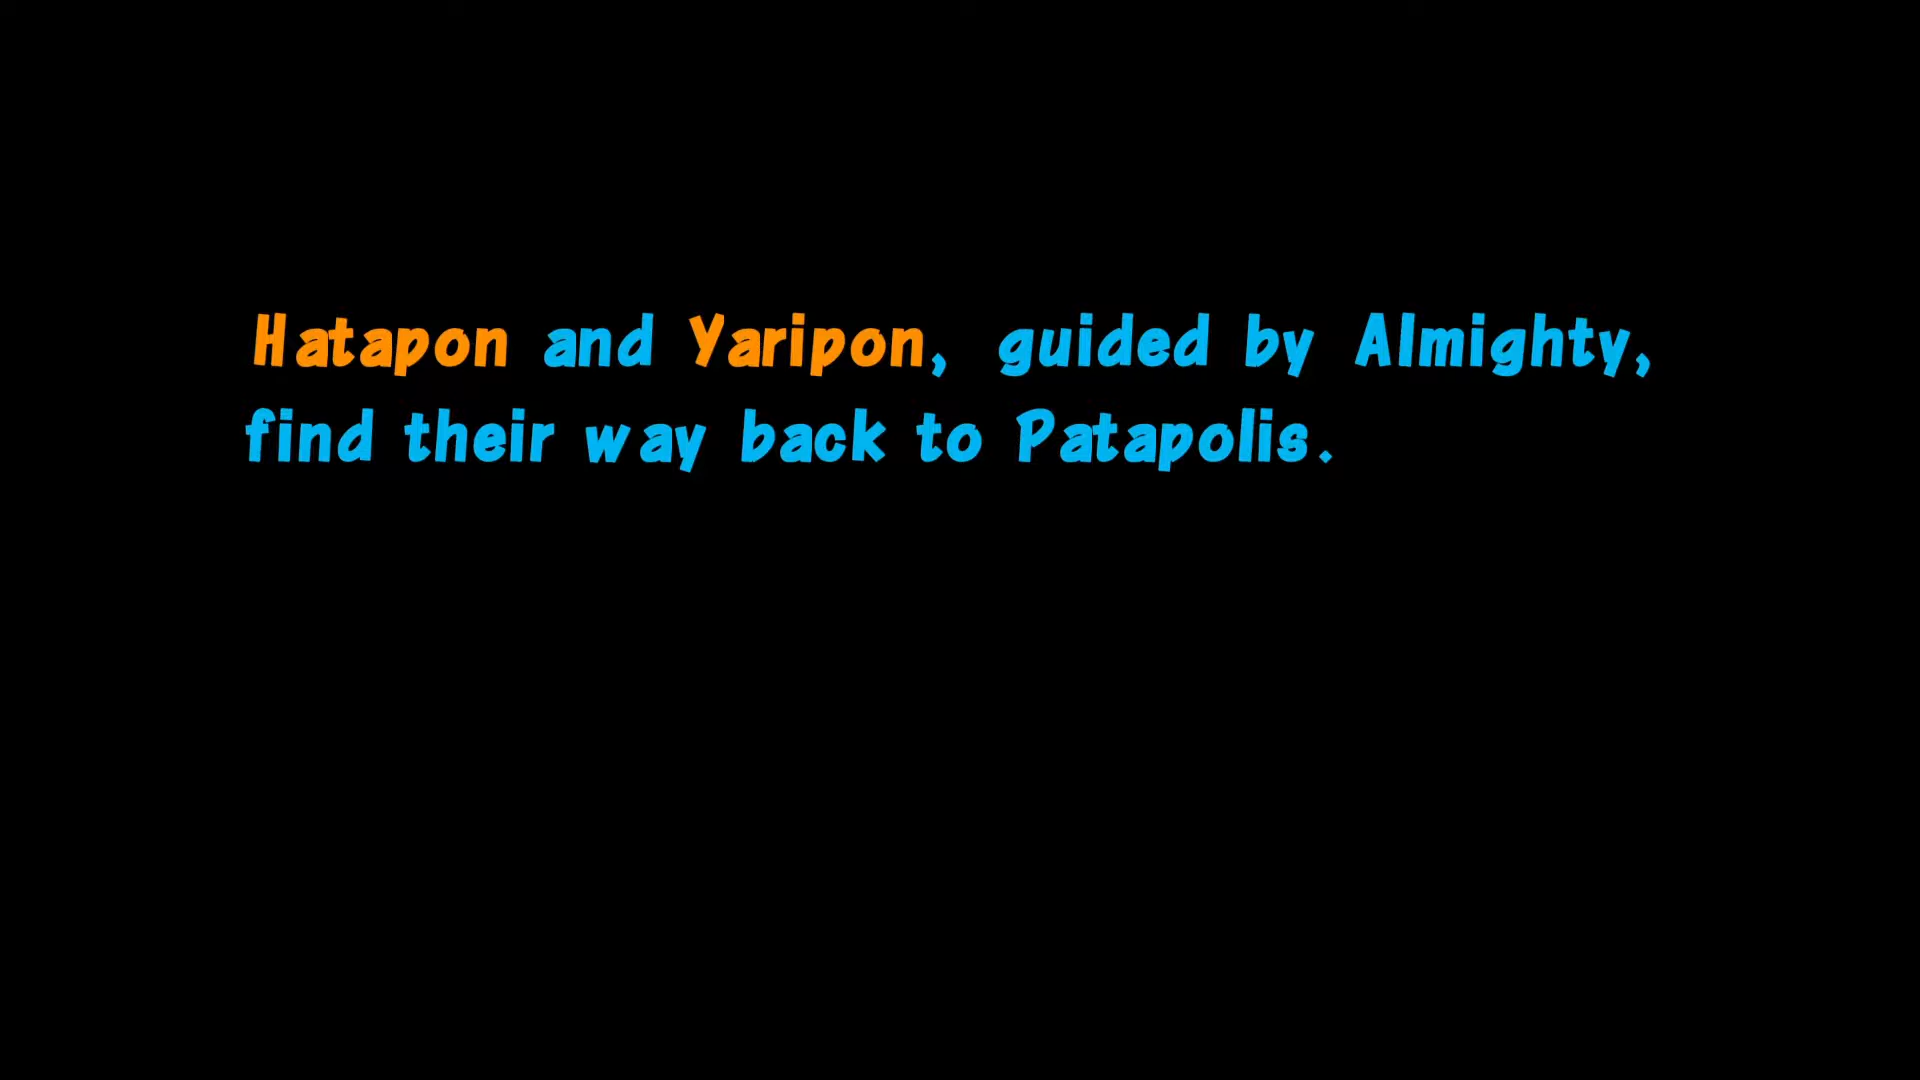 Hatapon and Yaripon, guided by Almighty,
find their way back to Patapolis.